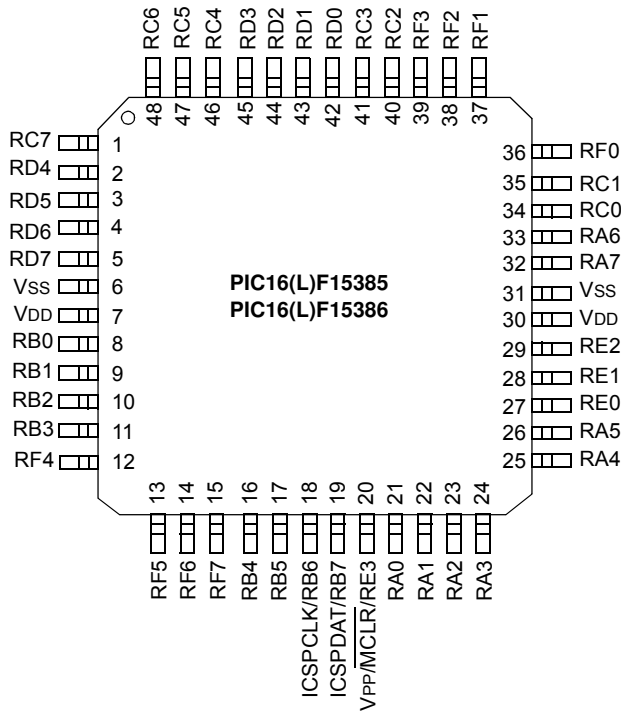 RC6
RC5
RC4
RD3
RD2
RD1
RD0
RC3
RC2
RF3
RF2
RF1
48
47
46
45
44
43
42
41
40
39
38
37
RC7 1
RD4 2
RD5 3
RD6 4
RD7 5
VSS 6
VDD 7
RB0 8
RB1 9
RB2 10
RB3 11
RF4 12
PIC16(L)F15385
PIC16(L)F15386
36 RF0
35 RC1
34 RC0
33 RA6
32 RA7
31 VSS
30 VDD
29 RE2
28 RE1
27 RE0
26 RA5
25 RA4
13
14
15
16
17
18
19
20
21
22
23
24
RF5
RF6
RF7
RB4
RB5
ICSPCLK/RB6
ICSPDAT/RB7
VPP/MCLR/RE3
RA0
RA1
RA2
RA3